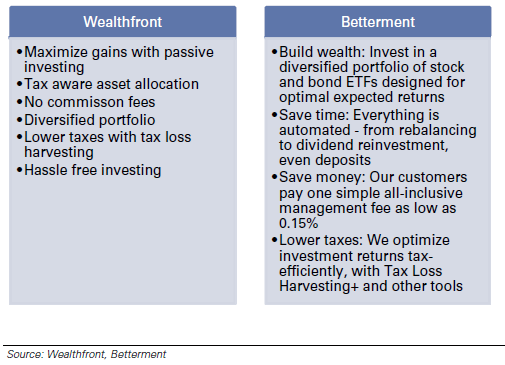 Wealthfront
•Maximize gains with passive
investing
•Tax aware asset allocation
•No commisson fees
•Diversified portfolio
•Lower taxes with tax loss
harvesting
•Hassle free investing
Betterment
•Build wealth: Invest in a
diversified portfolio of stock
and bond ETFs designed for
optimal expected returns
•Save time: Everything is
automated - from rebalancing
to dividend reinvestment,
even deposits
•Save money: Our customers
pay one simple all-inclusive
management fee as low as
0.15%
•Lower taxes: We optimize
investment returns tax-
efficiently, with Tax Loss
Harvesting+ and other tools
Source: Wealthfront, Betterment